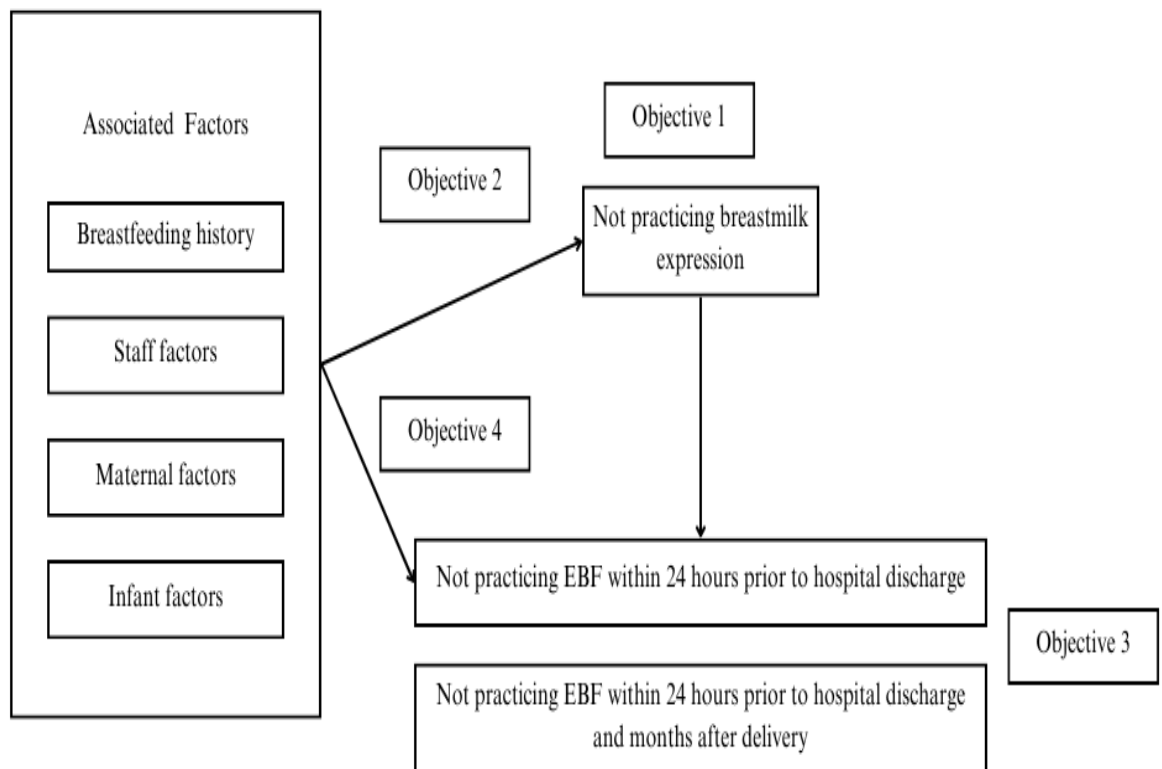 Associated Factors
Breastfeeding history
Staff factors
Maternal factors
Infant factors
Objective 1
Objective 2
Not practicing breastmilk
expression
Objective 4
Not practicing EBF within 24 hours prior to hospital discharge
Objective 3
Not practicing EBF within 24 hours prior to hospital discharge
and months after delivery